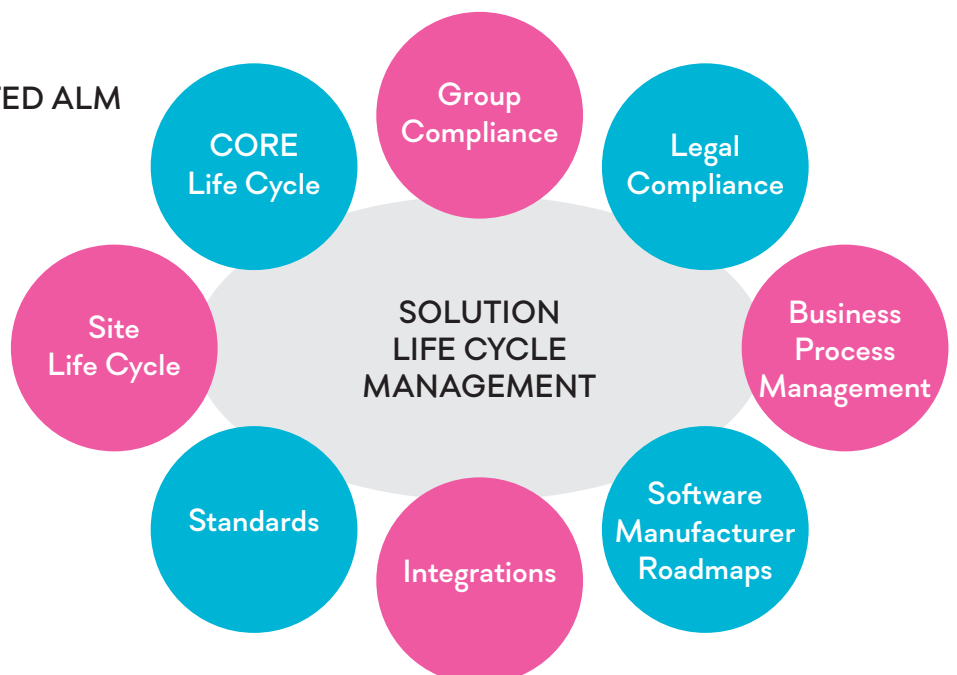 TED ALM
Group
Compliance
CORE
Life Cycle
Legal
Compliance
Site
Life Cycle
SOLUTION
LIFE CYCLE
MANAGEMENT
Business
Process
Management
Standards
Integrations
Software
Manufacturer
Roadmaps